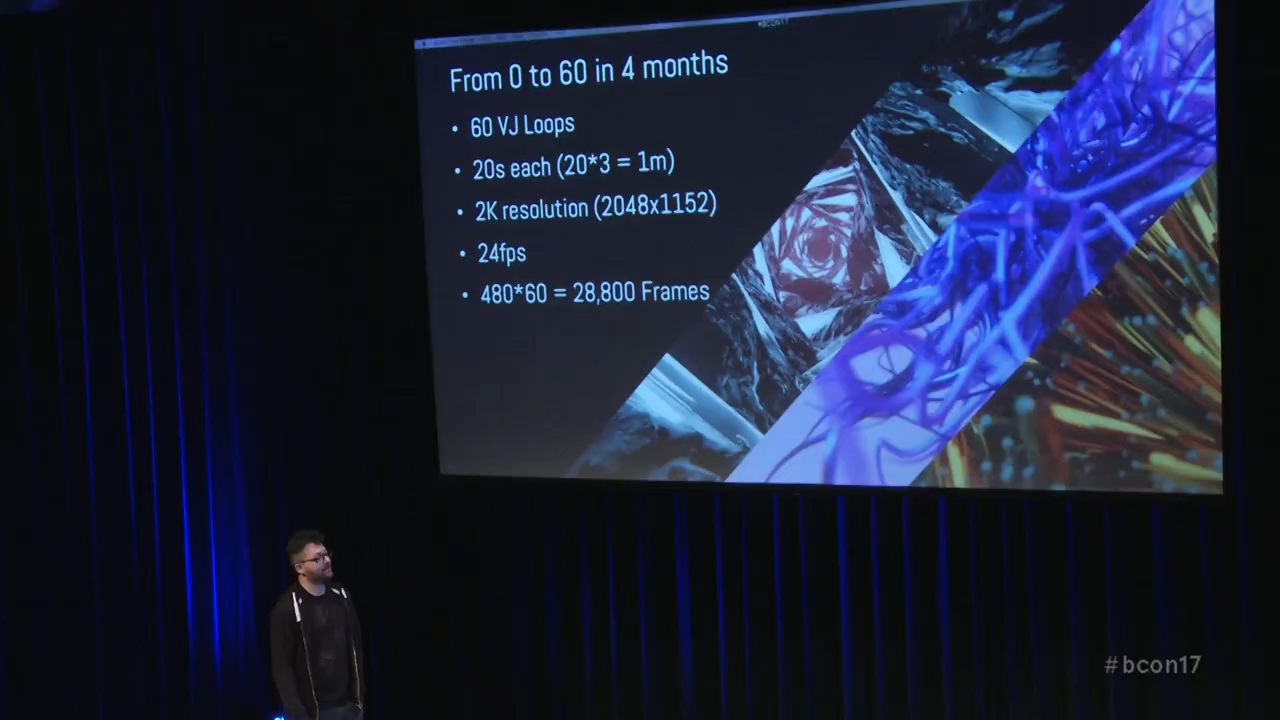 #BCON17
From 0 to 60 in 4 months
• 60 VJ Loops
• 20s each (20*3 = 1m)
• 2K resolution (2048x1152)
• 24fps
• 480*60 = 28,800 Frames
#bcon17